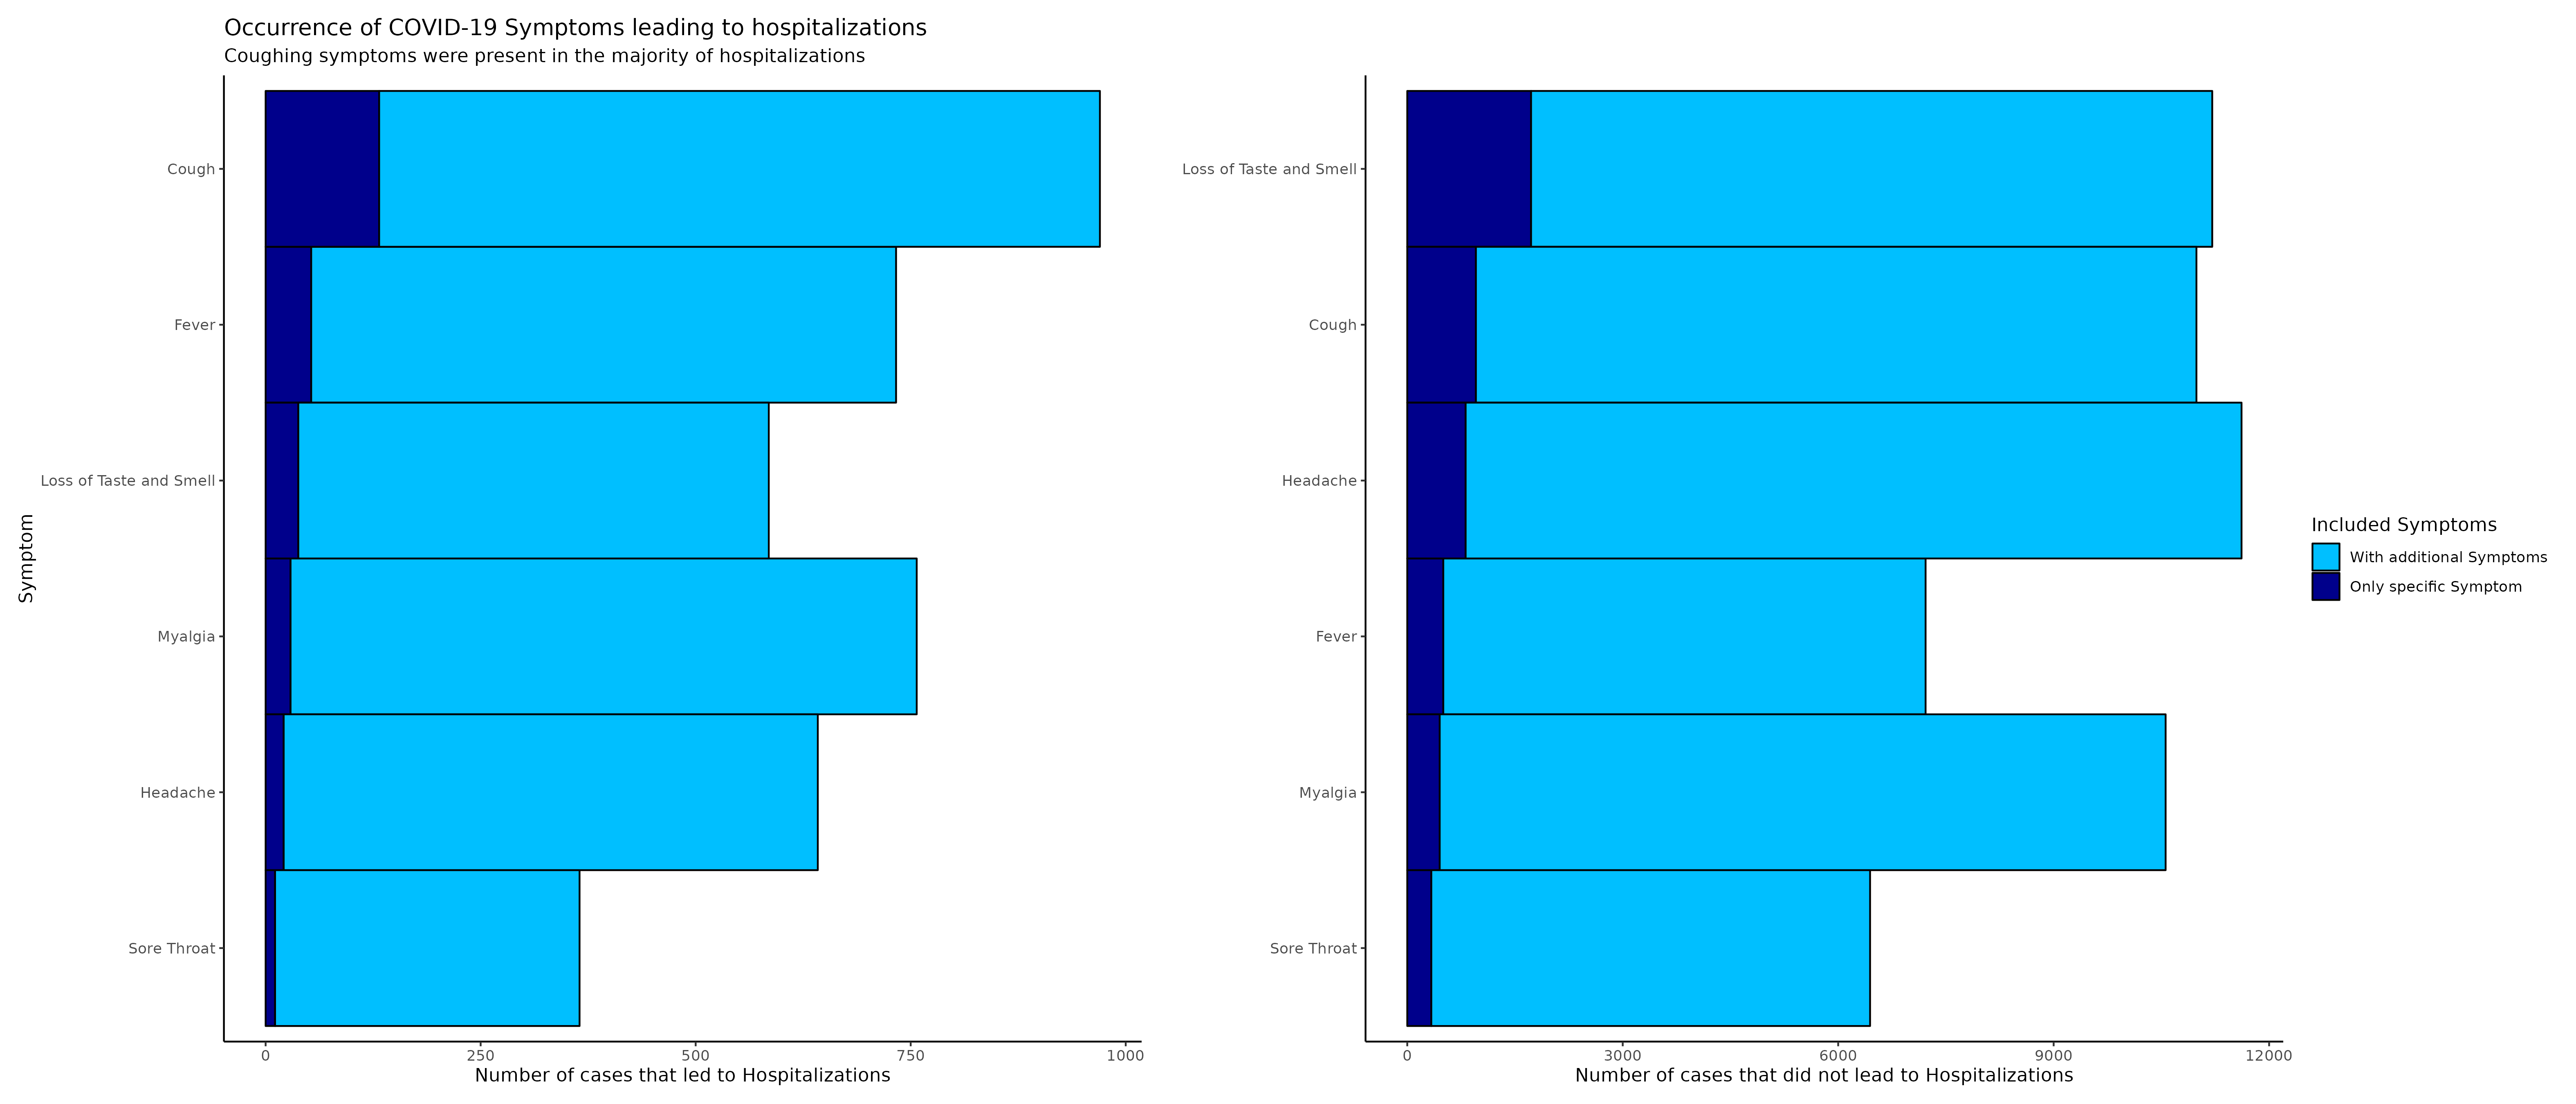 Occurrence of COVID-19 Symptoms leading to hospitalizations
Coughing symptoms were present in the majority of hospitalizations
Symptom
Cough
Fever
Loss of Taste and Smell
Myalgia
Headache
Sore Throat
0 250 500 750 1000
Number of cases that led to Hospitalizations
Loss of Taste and Smell
Cough
Headache
Fever
Myalgia
Sore Throat
0 3000 6000 9000 12000
Number of cases that did not lead to Hospitalizations
Included Symptoms
With additional Symptoms
Only specific Symptom